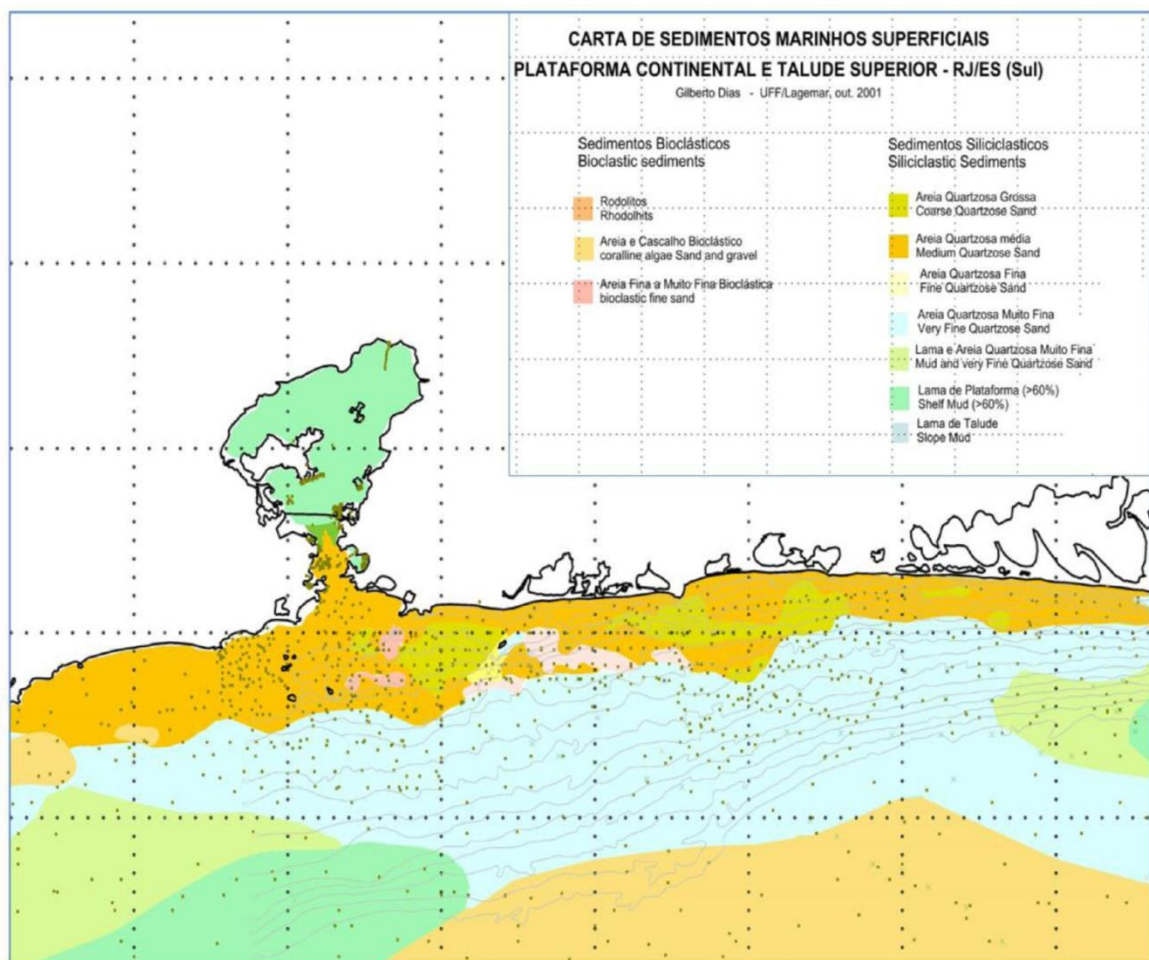 CARTA DE SEDIMENTOS MARINHOS SUPERFICIAIS
PLATAFORMA CONTINENTAL E TALUDE SUPERIOR - RJ/ES (Sul)
Gilberto Dias - UFF/Lagemar, out. 2001
Sedimentos Bioclásticos
Bioclastic sediments
Rodolitos
Rhodolhits
Areia e Cascalho Bioclástico
coralline algae Sand and gravel
Areia Fina a Muito Fina Bioclástica
bioclastic fine sand
Sedimentos Siliciclasticos
Siliciclastic Sediments
Areia Quartzosa Grossa
Coarse Quartzose Sand
Areia Quartzosa média
Medium Quartzose Sand
Areia Quartzosa Fina
Fine Quartzose Sand
Areia Quartzosa Muito Fina
Very Fine Quartzose Sand
Lama e Areia Quartzosa Muito Fina
Mud and very Fine Quartzose Sand
Lama de Plataforma (>60%)
Shelf Mud (>60%)
Lama de Talude
Slope Mud